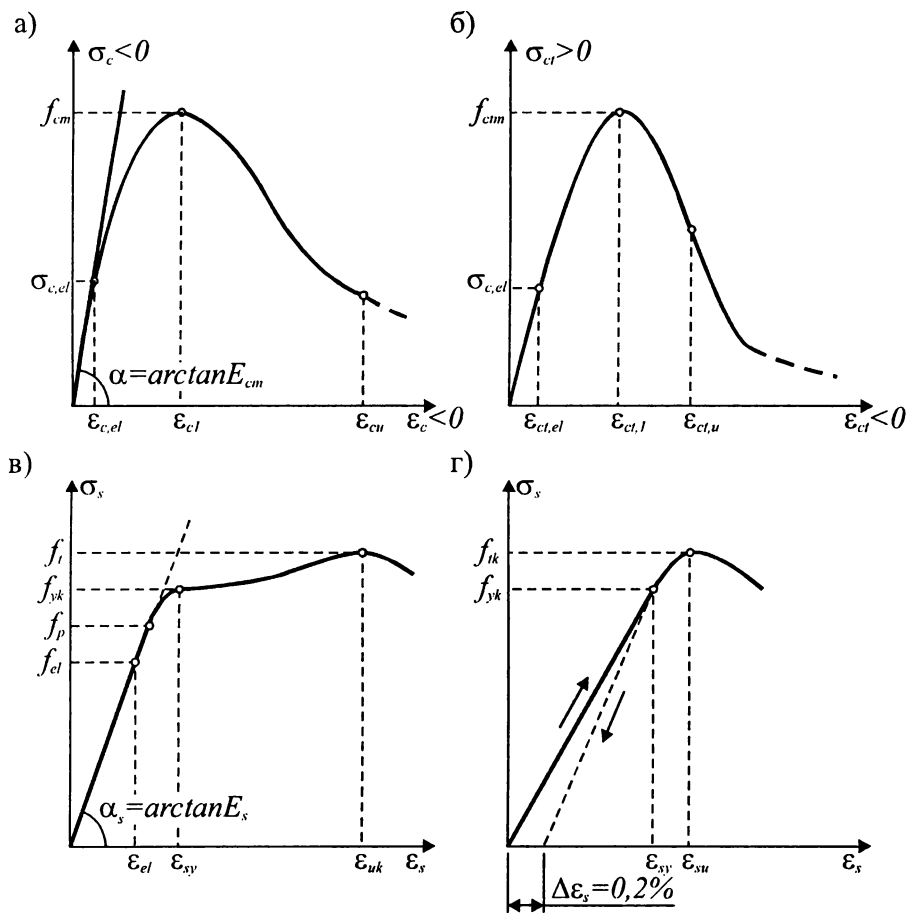 а)
σc<0
fcm
σc,el
α=arctanEcm
εc,el
εc1
εcu
εc<0
б)
σct>0
fctm
σc,el
εct,el
εct,1
εct,u
εct<0
в)
σs
ft
fyk
fp
fel
αs=arctanEs
εel
εsy
εuk
εs
г)
σs
ftk
fyk
εsy
εsu
εs
Δεs=0,2%